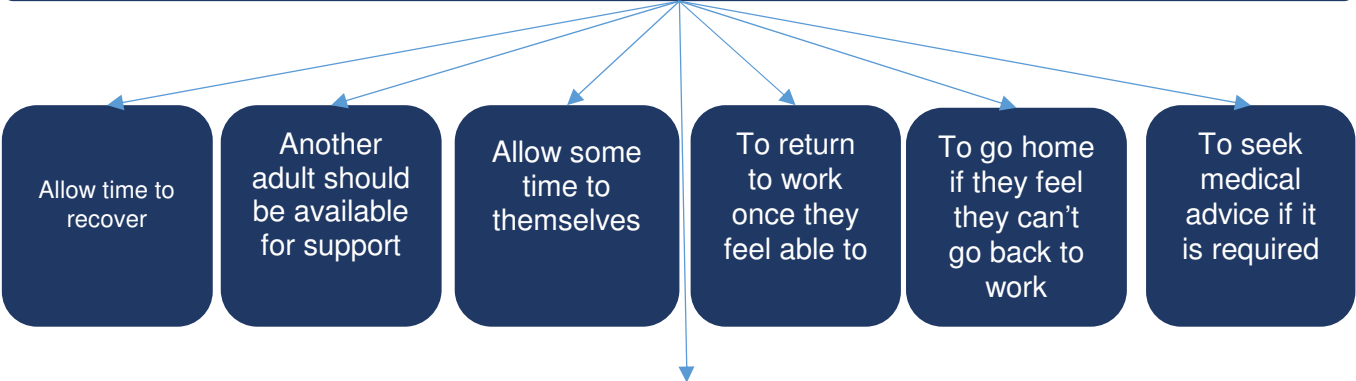 Allow time to
recover
Another
adult should
be available
for support
Allow some
time to
themselves
To return
to work
once they
feel able to
To go home
if they feel
they can’t
go back to
work
To seek
medical
advice if it
is required